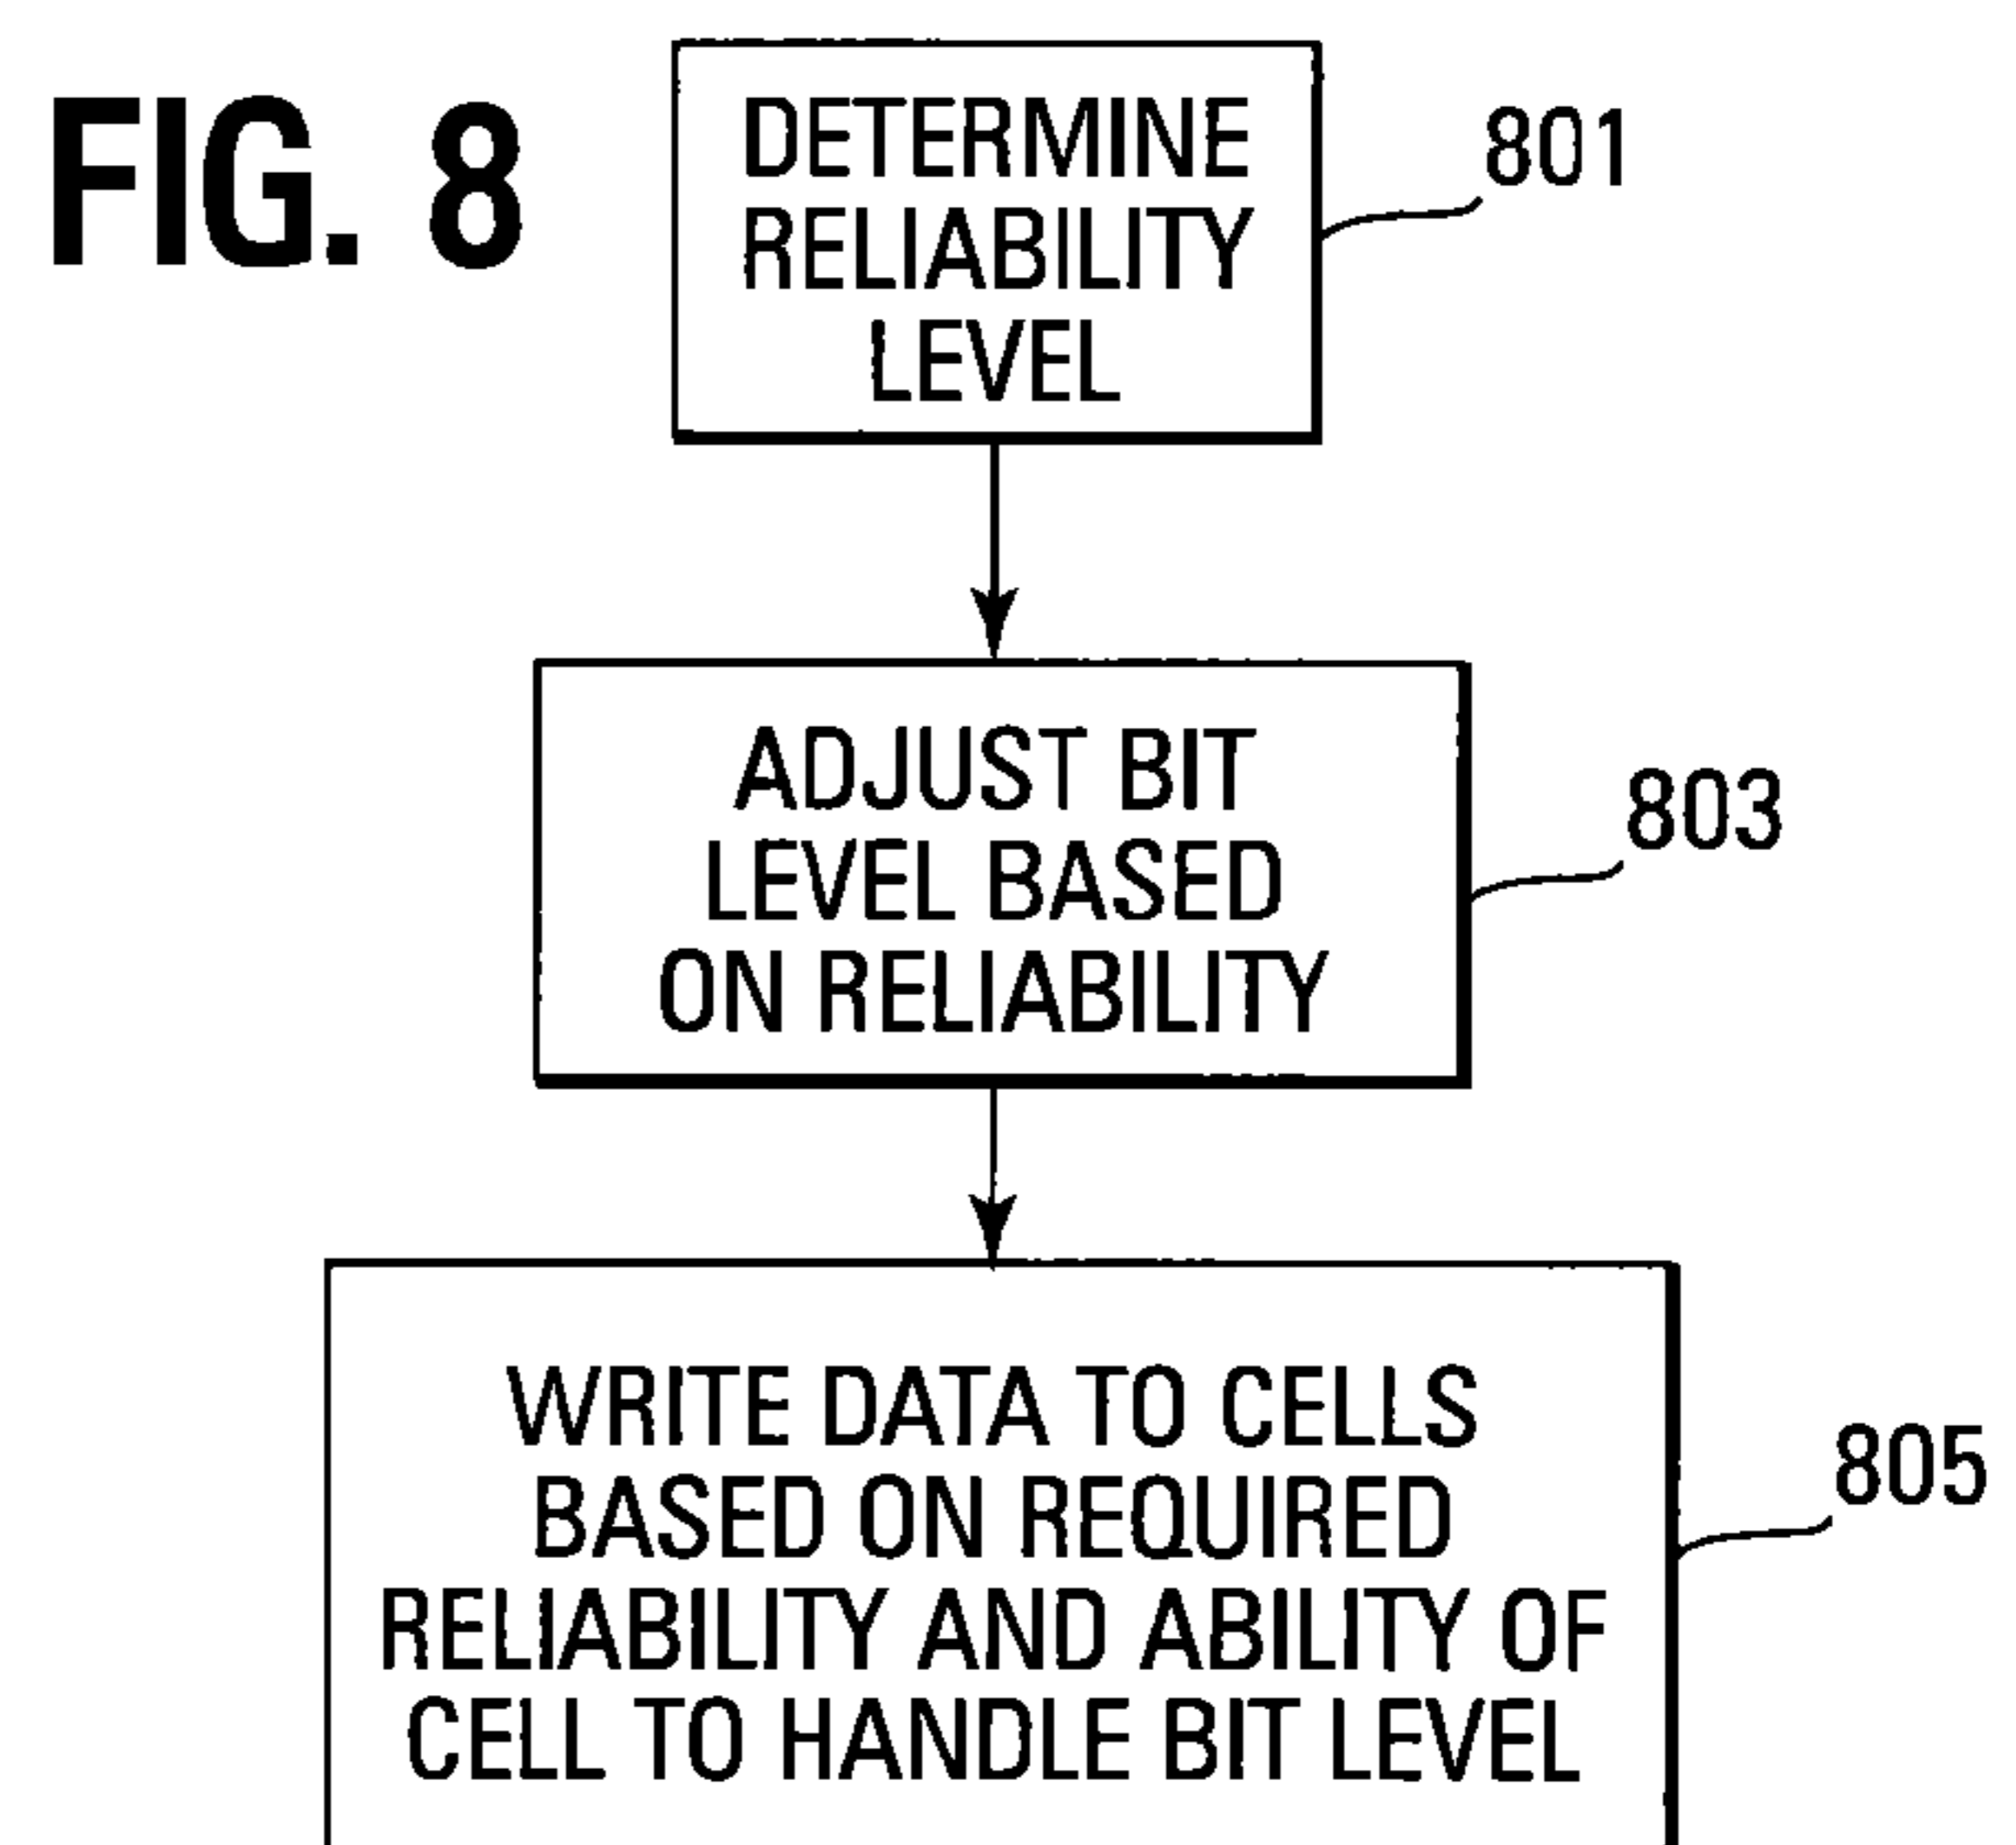 FIG. 8
DETERMINE
RELIABILITY
LEVEL
801
ADJUST BIT
LEVEL BASED
ON RELIABILITY
803
WRITE DATA TO CELLS
BASED ON REQUIRED
RELIABILITY AND ABILITY OF
CELL TO HANDLE BIT LEVEL
805